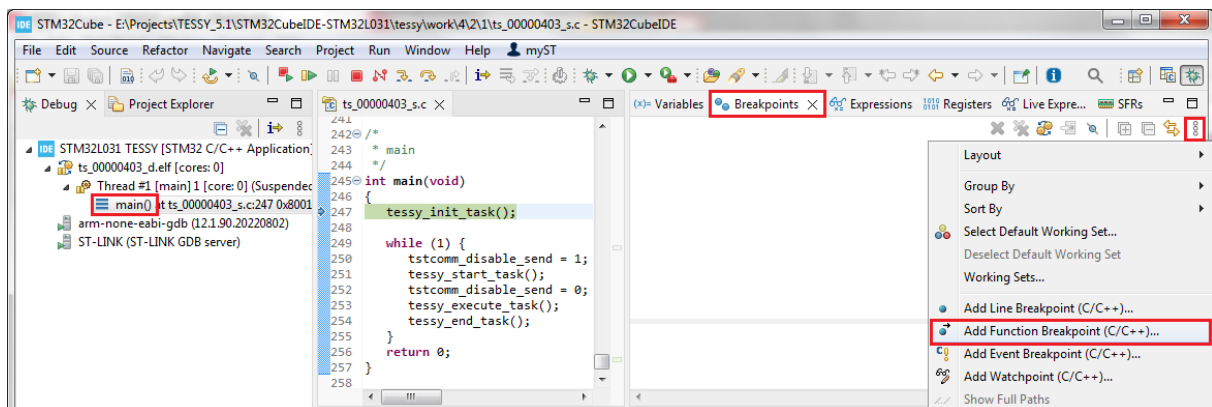 IDE STM32Cube - E:\Projects\TESSY_5.1\STM32CubeIDE-STM32L031\tessy\work\4\2\1\ts_00000403_s.c - STM32CubeIDE
File Edit Source Refactor Navigate Search Project Run Window Help myST
Debug Project Explorer
ts_00000403_s.c
(x)= Variables Breakpoints Expressions Registers Live Expre... SFRs
IDE STM32L031 TESSY [STM32 C/C++ Application]
ts_00000403_d.elf [cores: 0]
Thread #1 [main] 1 [core: 0] (Suspended
main() at ts_00000403_s.c:247 0x8001
arm-none-eabi-gdb (12.1.90.20220802)
ST-LINK (ST-LINK GDB server)
241
242 /*
243 * main
244 */
245 int main(void)
246 {
247 tessy_init_task();
248
249 while (1) {
250 tstcomm_disable_send = 1;
251 tessy_start_task();
252 tstcomm_disable_send = 0;
253 tessy_execute_task();
254 tessy_end_task();
255 }
256 return 0;
257 }
258
Layout
Group By
Sort By
Select Default Working Set...
Deselect Default Working Set
Working Sets...
Add Line Breakpoint (C/C++)...
Add Function Breakpoint (C/C++)...
Add Event Breakpoint (C/C++)...
Add Watchpoint (C/C++)...
Show Full Paths